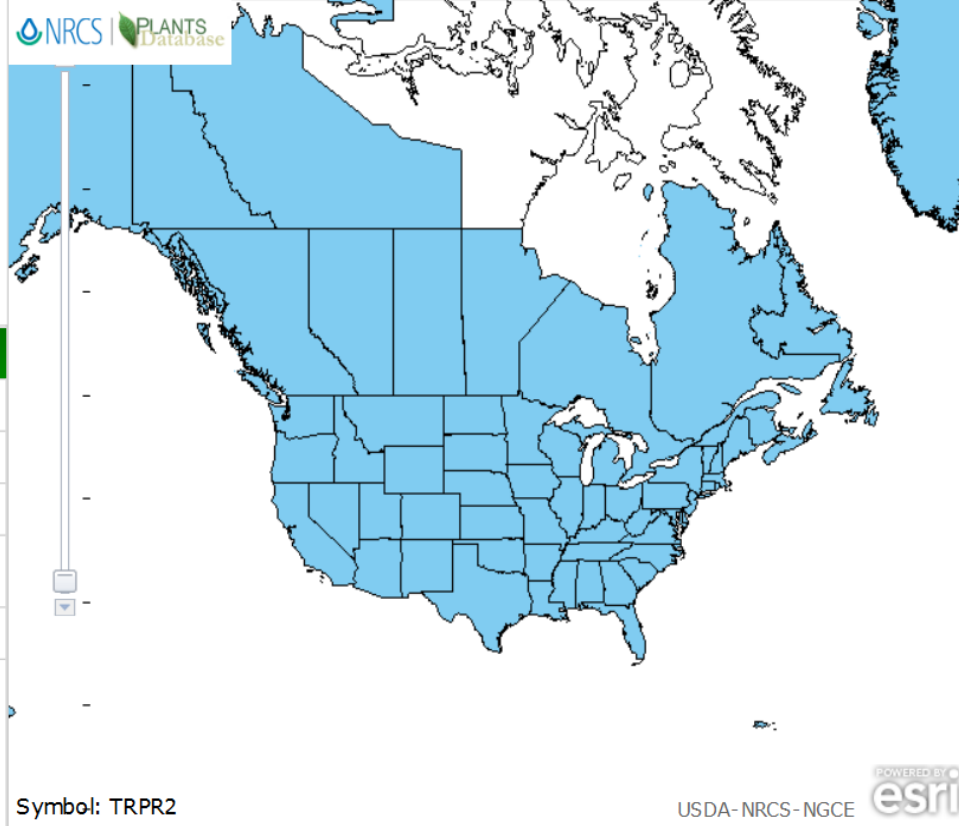 NRCS
PLANTS
Database
Symbol: TRPR2
USDA-NRCS-NGCE
POWERED BY
esri